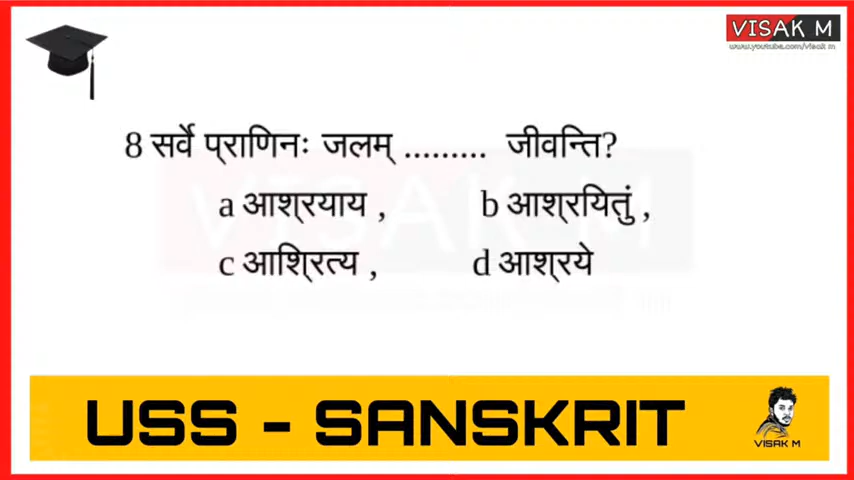 VISAK M
www.youtube.com/visak m
8 सर्वे प्राणिनः जलम् ......... जीवन्ति?
a आश्रयाय , b आश्रयितुं ,
c आश्रित्य , d आश्रये
VISAK M
USS - SANSKRIT
VISAK M